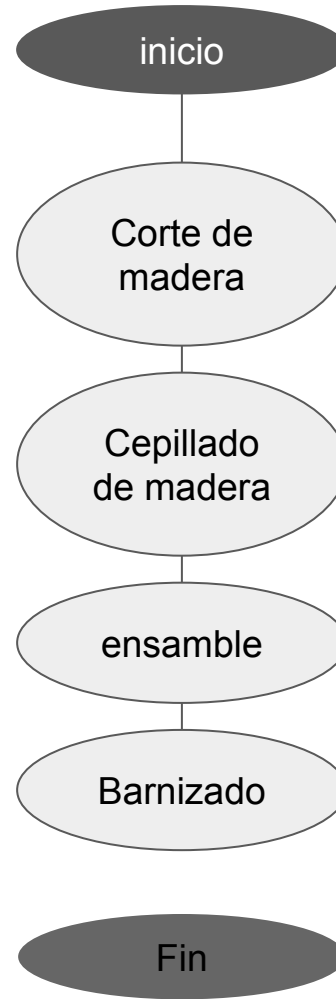 inicio
Corte de
madera
Cepillado
de madera
ensamble
Barnizado
Fin